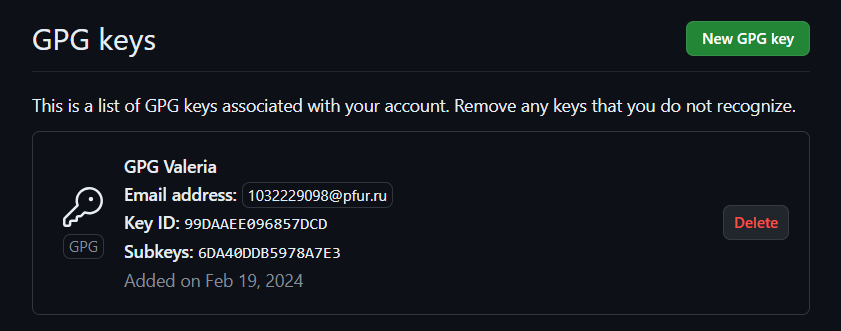 GPG keys
New GPG key
This is a list of GPG keys associated with your account. Remove any keys that you do not recognize.
GPG Valeria
Email address: 1032229098@pfur.ru
Key ID: 99DAAEE096857DCD
Subkeys: 6DA40DDB5978A7E3
Added on Feb 19, 2024
GPG
Delete